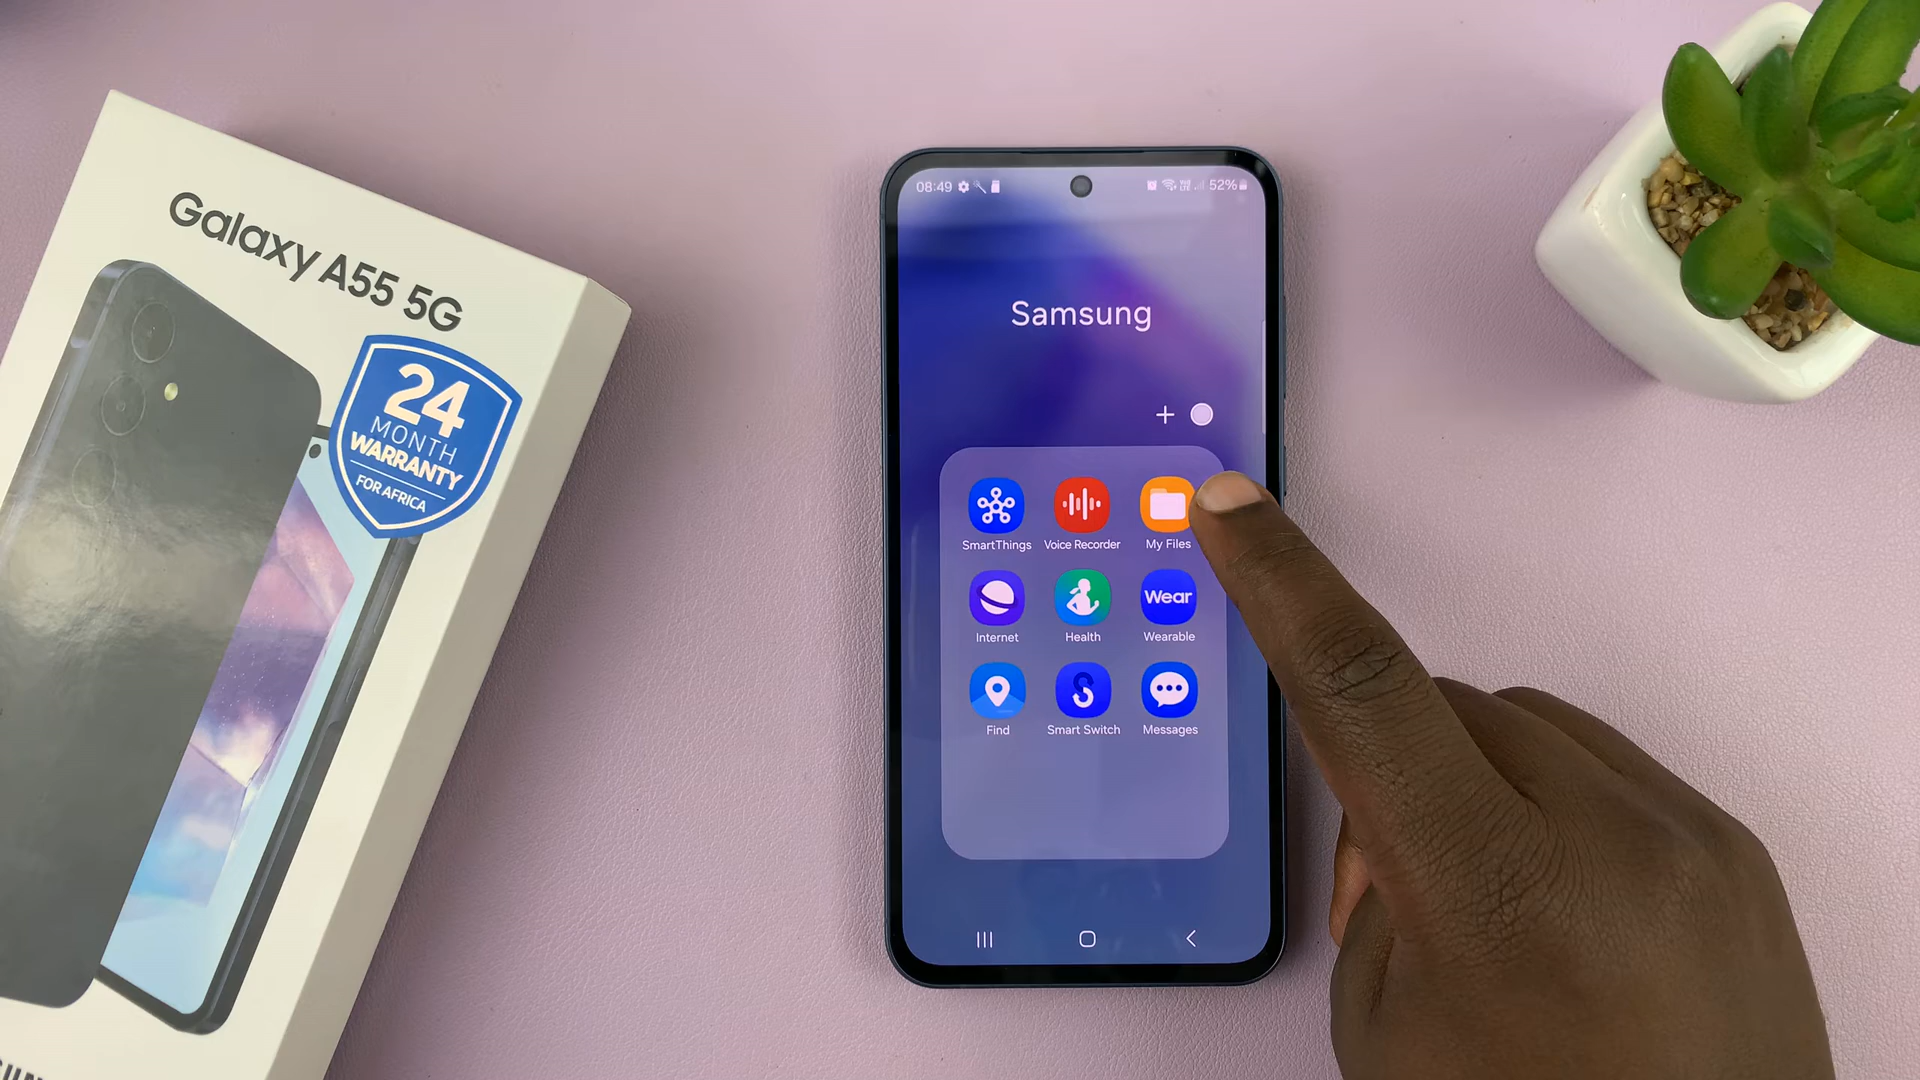 Galaxy A55 5G
24
MONTH
WARRANTY
FOR AFRICA
08:49
52%
Samsung
SmartThings
Voice Recorder
My Files
Internet
Health
Wear
Wearable
Find
Smart Switch
Messages